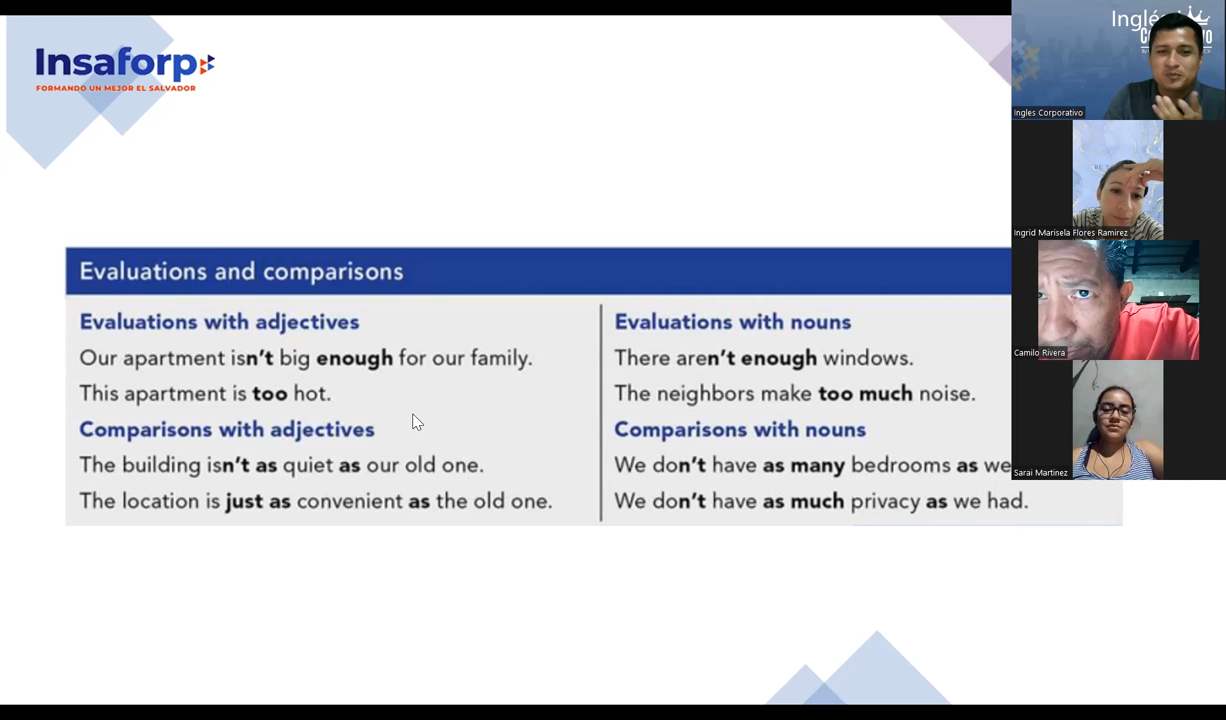 Insaforp
FORMANDO UN MEJOR EL SALVADOR
Evaluations and comparisons
Evaluations with adjectives
Our apartment isn't big enough for our family.
This apartment is too hot.
Comparisons with adjectives
The building isn't as quiet as our old one.
The location is just as convenient as the old one.
Evaluations with nouns
There aren't enough windows.
The neighbors make too much noise.
Comparisons with nouns
We don't have as many bedrooms as we
We don't have as much privacy as we had.
Ingles Corporativo
Ingrid Marisela Flores Ramirez
Camilo Rivera
Sarai Martinez